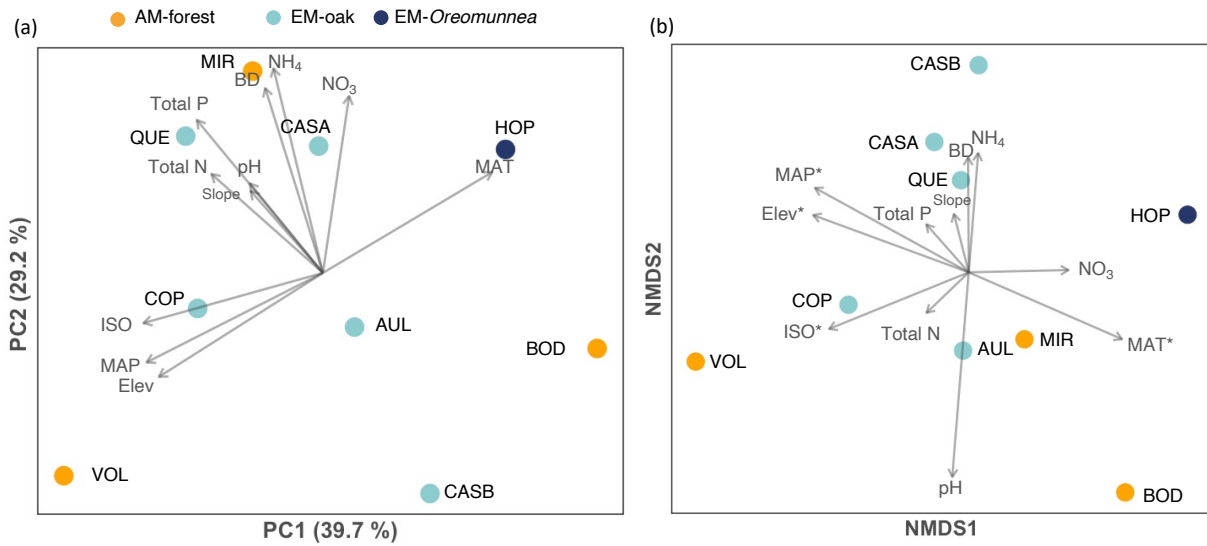 (a) AM-forest EM-oak EM-Oreomunnea (b)
MIR NH₄
BD
NO₃
Total P
QUE
CASA
HOP
Total N
pH
MAT
Slope
COP
ISO
AUL
BOD
MAP
Elev
VOL
CASB
PC2 (29.2 %)
PC1 (39.7 %)
CASB
CASA
NH₄
BD
MAP*
QUE
Slope
Elev*
Total P
HOP
NO₃
COP
ISO*
Total N
AUL
MIR
MAT*
VOL
pH
BOD
NMDS2
NMDS1